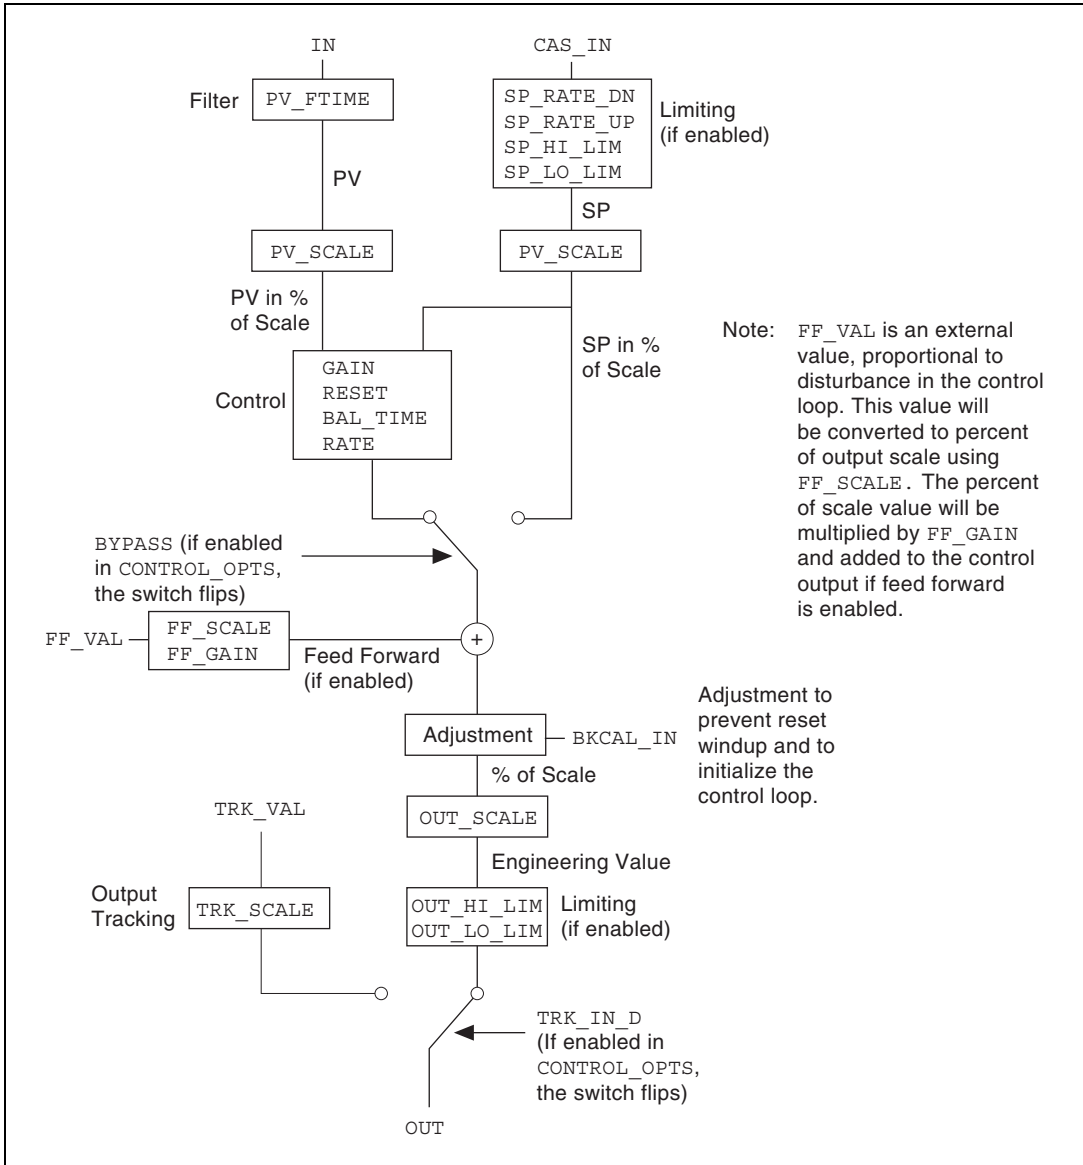 IN
CAS_IN
Filter
PV_FTIME
SP_RATE_DN
SP_RATE_UP
SP_HI_LIM
SP_LO_LIM
Limiting
(if enabled)
PV
SP
PV_SCALE
PV_SCALE
PV in %
of Scale
SP in %
of Scale
Control
GAIN
RESET
BAL_TIME
RATE
Note: FF_VAL is an external
value, proportional to
disturbance in the control
loop. This value will
be converted to percent
of output scale using
FF_SCALE. The percent
of scale value will be
multiplied by FF_GAIN
and added to the control
output if feed forward
is enabled.
BYPASS (if enabled
in CONTROL_OPTS,
the switch flips)
FF_VAL
FF_SCALE
FF_GAIN
Feed Forward
(if enabled)
+
Adjustment
BKCAL_IN
Adjustment to
prevent reset
windup and to
initialize the
control loop.
% of Scale
OUT_SCALE
Engineering Value
TRK_VAL
Output
Tracking
TRK_SCALE
OUT_HI_LIM
OUT_LO_LIM
Limiting
(if enabled)
TRK_IN_D
(If enabled in
CONTROL_OPTS,
the switch flips)
OUT